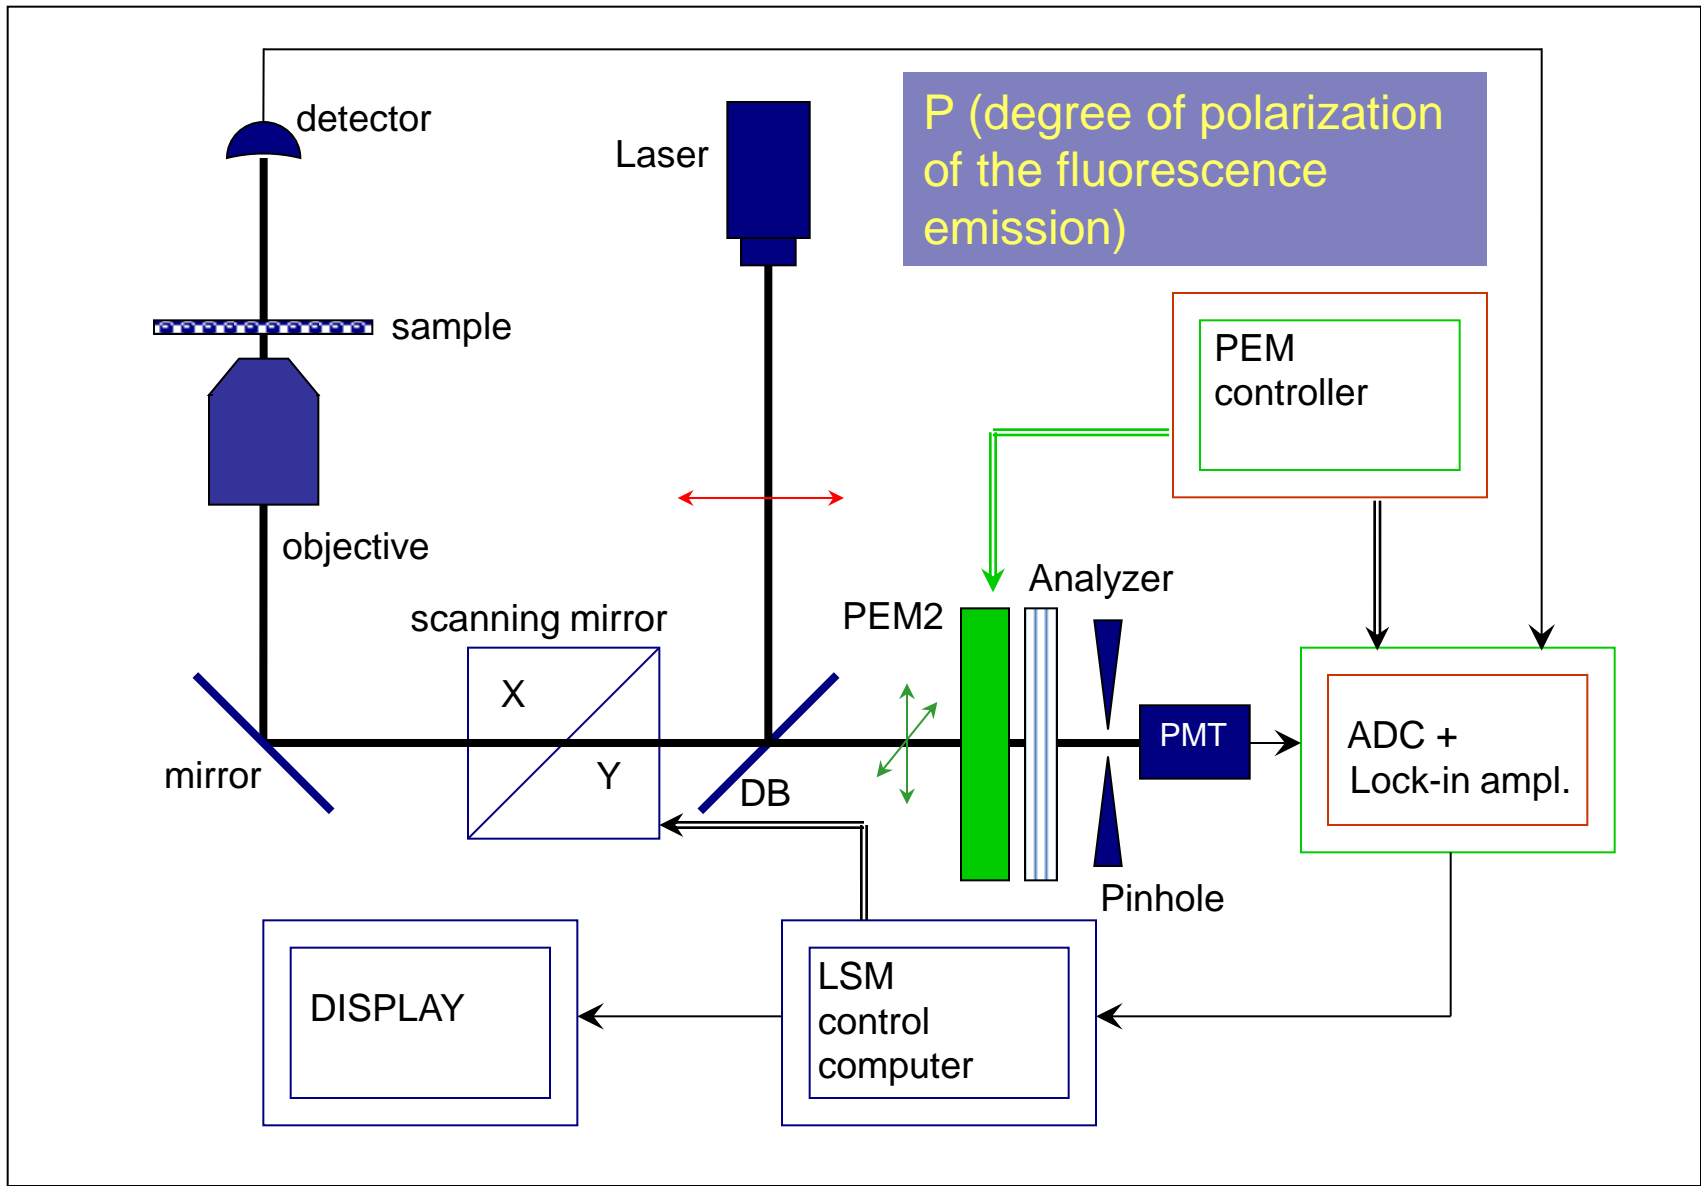 detector
Laser
P (degree of polarization
of the fluorescence
emission)
sample
PEM
controller
objective
Analyzer
PEM2
scanning mirror
X
Y
mirror
DB
PMT
ADC +
Lock-in ampl.
Pinhole
DISPLAY
LSM
control
computer